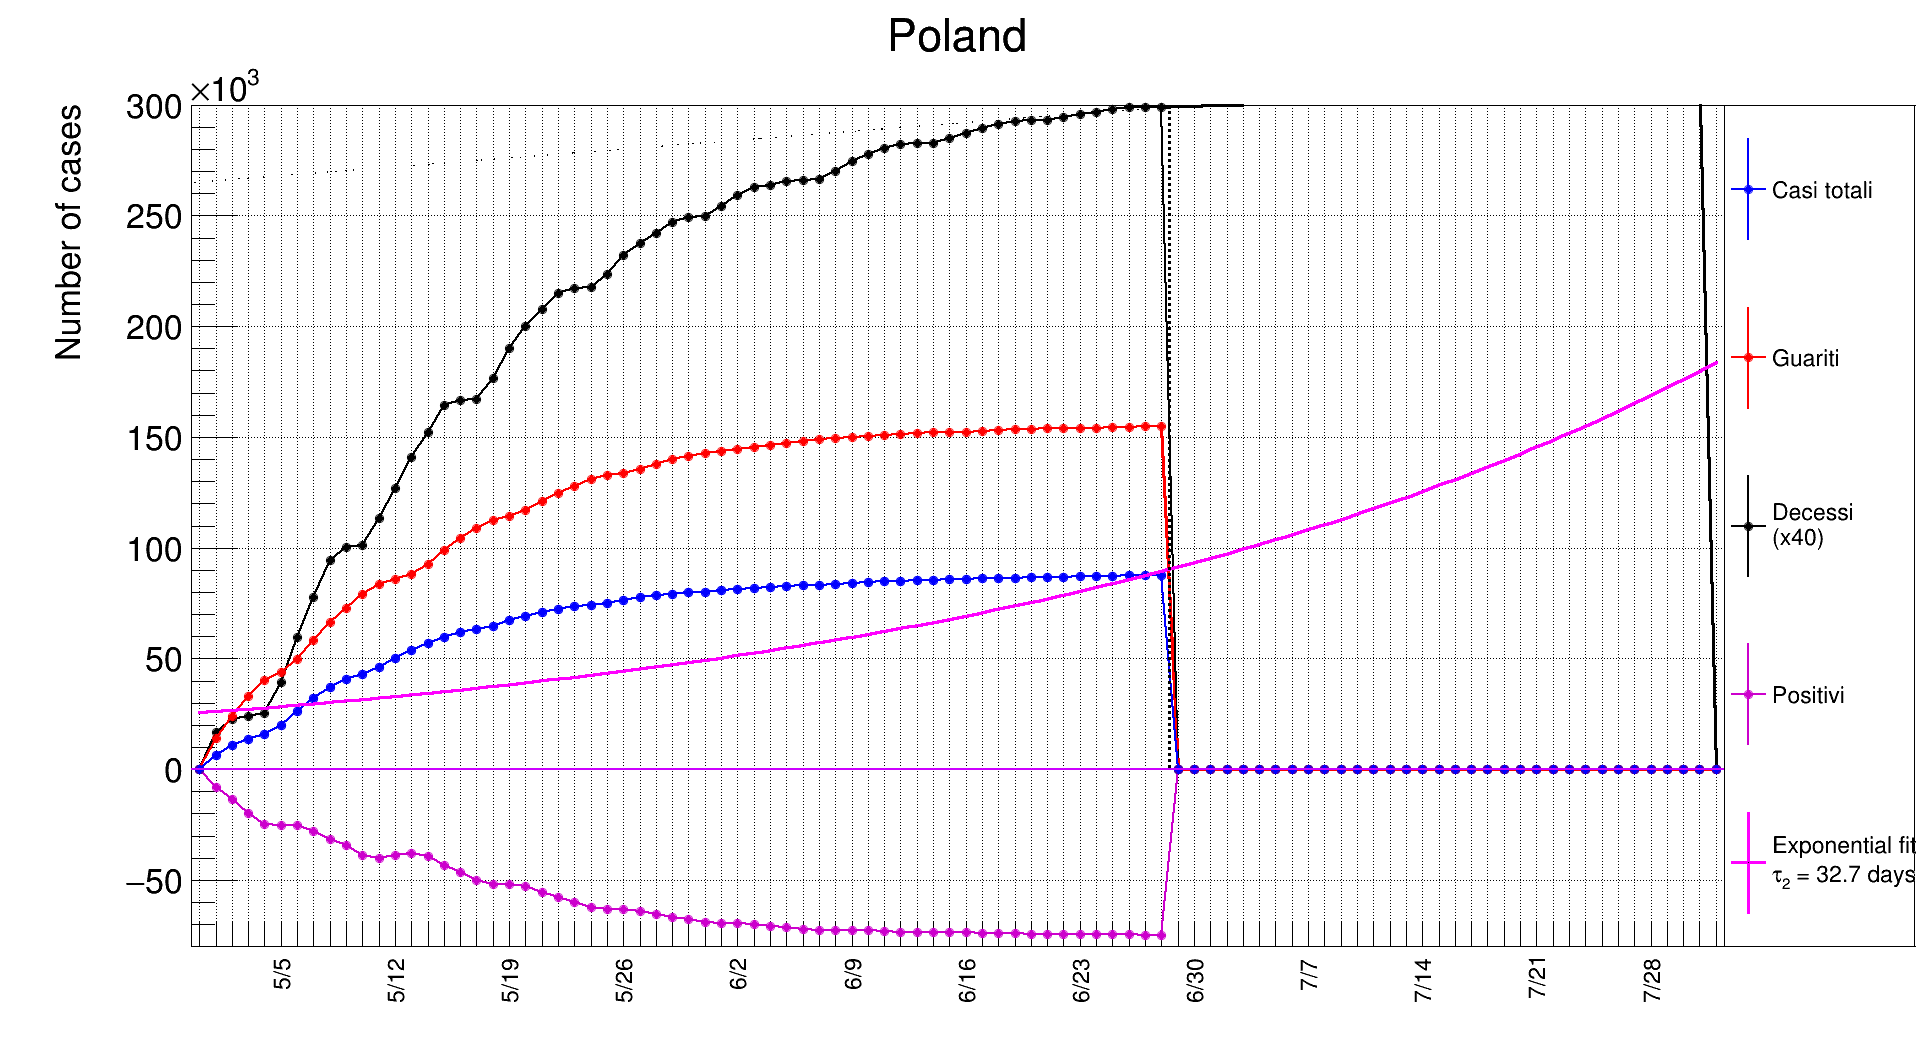 Poland
×10³
Number of cases
300
250
200
150
100
50
0
−50
5/5
5/12
5/19
5/26
6/2
6/9
6/16
6/23
6/30
7/7
7/14
7/21
7/28
Casi totali
Guariti
Decessi
(x40)
Positivi
Exponential fit
τ₂ = 32.7 days